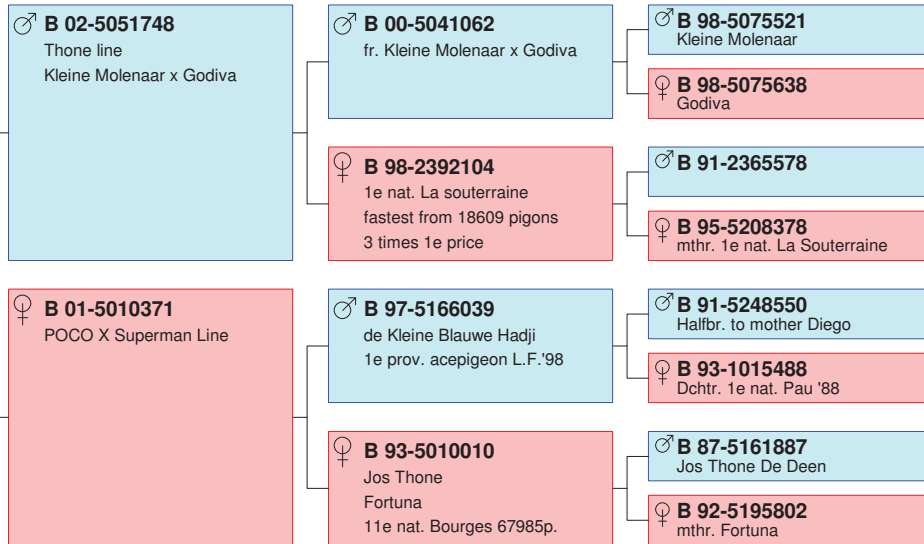 ♂ B 02-5051748
Thone line
Kleine Molenaar x Godiva
♀ B 01-5010371
POCO X Superman Line
♂ B 00-5041062
fr. Kleine Molenaar x Godiva
♀ B 98-2392104
1e nat. La souterraine
fastest from 18609 pigons
3 times 1e price
♂ B 97-5166039
de Kleine Blauwe Hadji
1e prov. acepigeon L.F.'98
♀ B 93-5010010
Jos Thone
Fortuna
11e nat. Bourges 67985p.
♂ B 98-5075521
Kleine Molenaar
♀ B 98-5075638
Godiva
♂ B 91-2365578
♀ B 95-5208378
mthr. 1e nat. La Souterraine
♂ B 91-5248550
Halfbr. to mother Diego
♀ B 93-1015488
Dchtr. 1e nat. Pau '88
♂ B 87-5161887
Jos Thone De Deen
♀ B 92-5195802
mthr. Fortuna